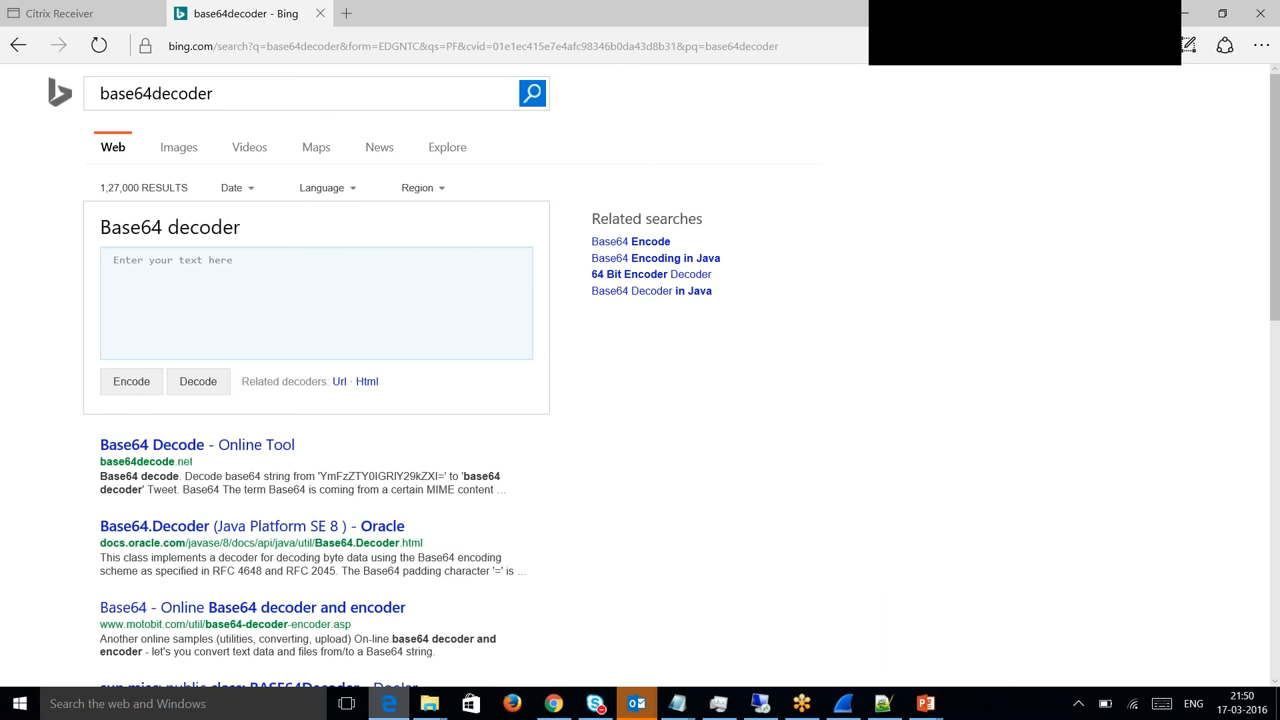 Citrix Receiver
base64decoder - Bing
bing.com/search?q=base64decoder&form=EDGNTC&qs=PF&cvid=01e1ec415e7e4afc98346b0da43d8b31&pq=base64decoder
base64decoder
Web Images Videos Maps News Explore
1,27,000 RESULTS Date Language Region
Base64 decoder
Enter your text here
Encode Decode Related decoders: Url · Html
Related searches
Base64 Encode
Base64 Encoding in Java
64 Bit Encoder Decoder
Base64 Decoder in Java
Base64 Decode - Online Tool
base64decode.net
Base64 decode. Decode base64 string from 'YmFzZTY0IGRlY29kZXI=' to 'base64
decoder' Tweet. Base64 The term Base64 is coming from a certain MIME content ...
Base64.Decoder (Java Platform SE 8 ) - Oracle
docs.oracle.com/javase/8/docs/api/java/util/Base64.Decoder.html
This class implements a decoder for decoding byte data using the Base64 encoding
scheme as specified in RFC 4648 and RFC 2045. The Base64 padding character '=' is ...
Base64 - Online Base64 decoder and encoder
www.motobit.com/util/base64-decoder-encoder.asp
Another online samples (utilities, converting, upload) On-line base64 decoder and
encoder - let's you convert text data and files from/to a Base64 string.
Search the web and Windows
ENG
21:50
17-03-2016